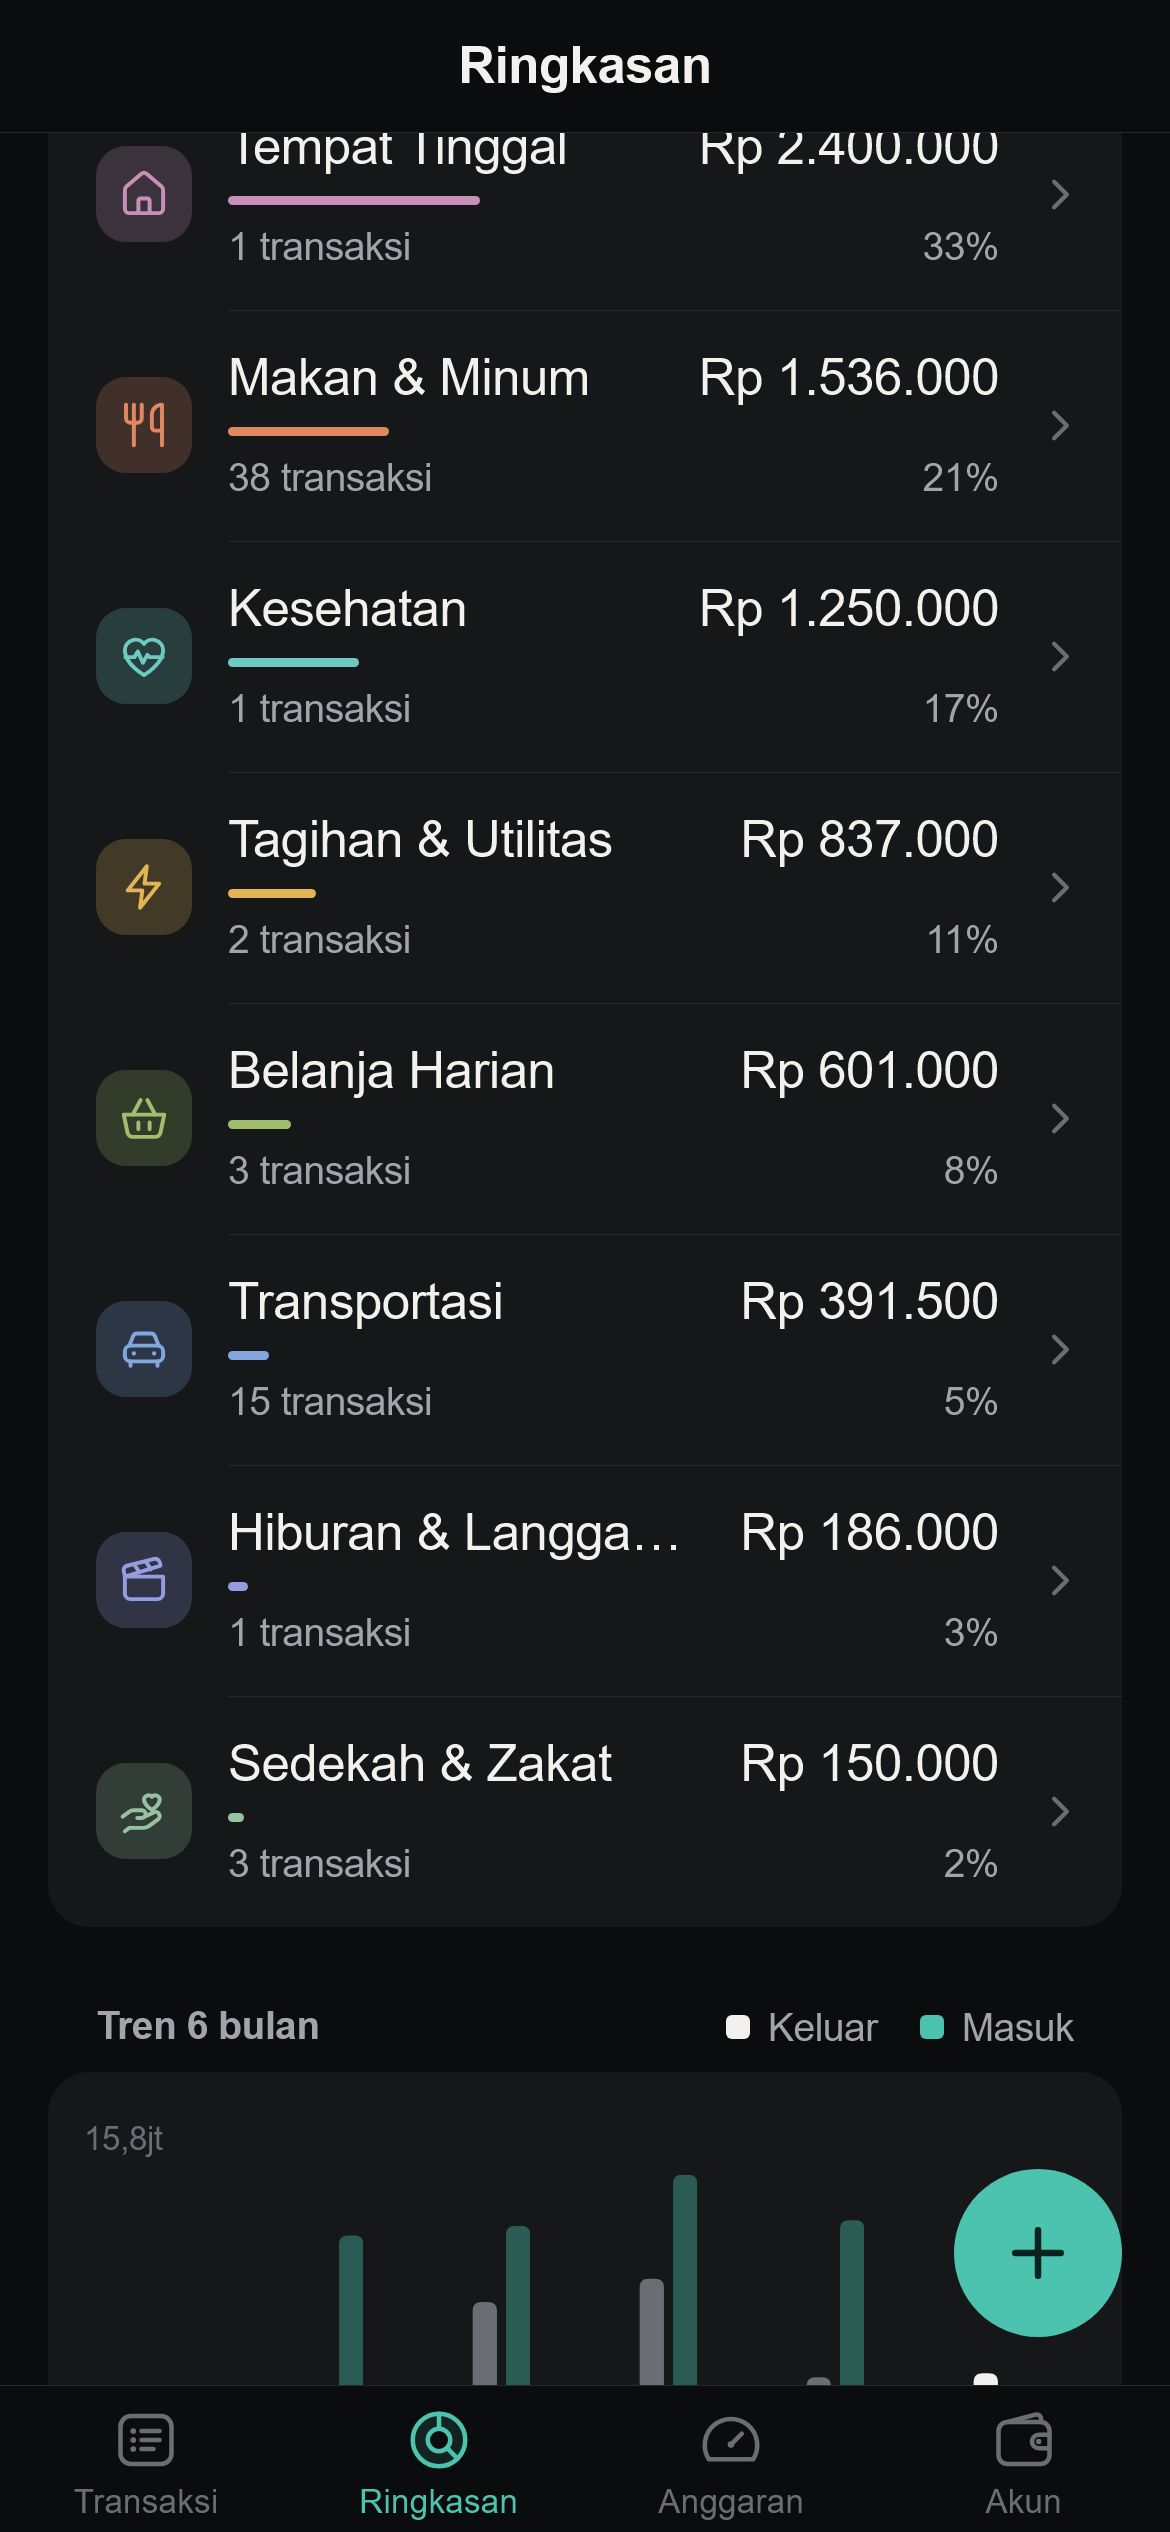 Ringkasan
Tempat Tinggal Rp 2.400.000
1 transaksi 33%
Makan & Minum Rp 1.536.000
38 transaksi 21%
Kesehatan Rp 1.250.000
1 transaksi 17%
Tagihan & Utilitas Rp 837.000
2 transaksi 11%
Belanja Harian Rp 601.000
3 transaksi 8%
Transportasi Rp 391.500
15 transaksi 5%
Hiburan & Langga… Rp 186.000
1 transaksi 3%
Sedekah & Zakat Rp 150.000
3 transaksi 2%
Tren 6 bulan Keluar Masuk
15,8jt
Transaksi Ringkasan Anggaran Akun